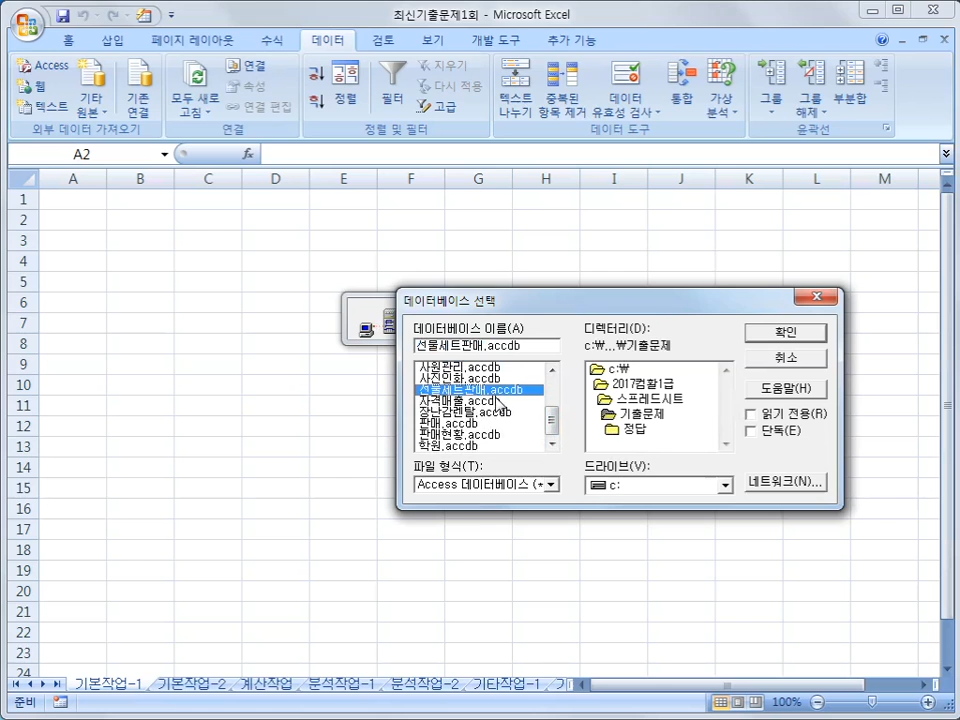 최신기출문제1회 - Microsoft Excel
홈 삽입 페이지 레이아웃 수식 데이터 검토 보기 개발 도구 추가 기능
Access
웹
텍스트
기타 원본
기존 연결
외부 데이터 가져오기
모두 새로 고침
연결
속성
연결 편집
연결
정렬
필터
지우기
다시 적용
고급
정렬 및 필터
텍스트 나누기
중복된 항목 제거
데이터 유효성 검사
통합
가상 분석
데이터 도구
그룹
그룹 해제
부분합
윤곽선
A2
fx
A B C D E F G H I J K L M
1
2
3
4
5
6
7
8
9
10
11
12
13
14
15
16
17
18
19
20
21
22
23
24
데이터베이스 선택
데이터베이스 이름(A)
선물세트판매.accdb
사원관리.accdb
사진인화.accdb
선물세트판매.accdb
자격매출.accdb
장난감렌탈.accdb
판매.accdb
판매현황.accdb
학원.accdb
파일 형식(T):
Access 데이터베이스 (*
디렉터리(D):
c:₩...₩기출문제
c:₩
2017컴활1급
스프레드시트
기출문제
정답
드라이브(V):
c:
확인
취소
도움말(H)
읽기 전용(R)
단독(E)
네트워크(N)...
기본작업-1 기본작업-2 계산작업 분석작업-1 분석작업-2 기타작업-1
준비
100%